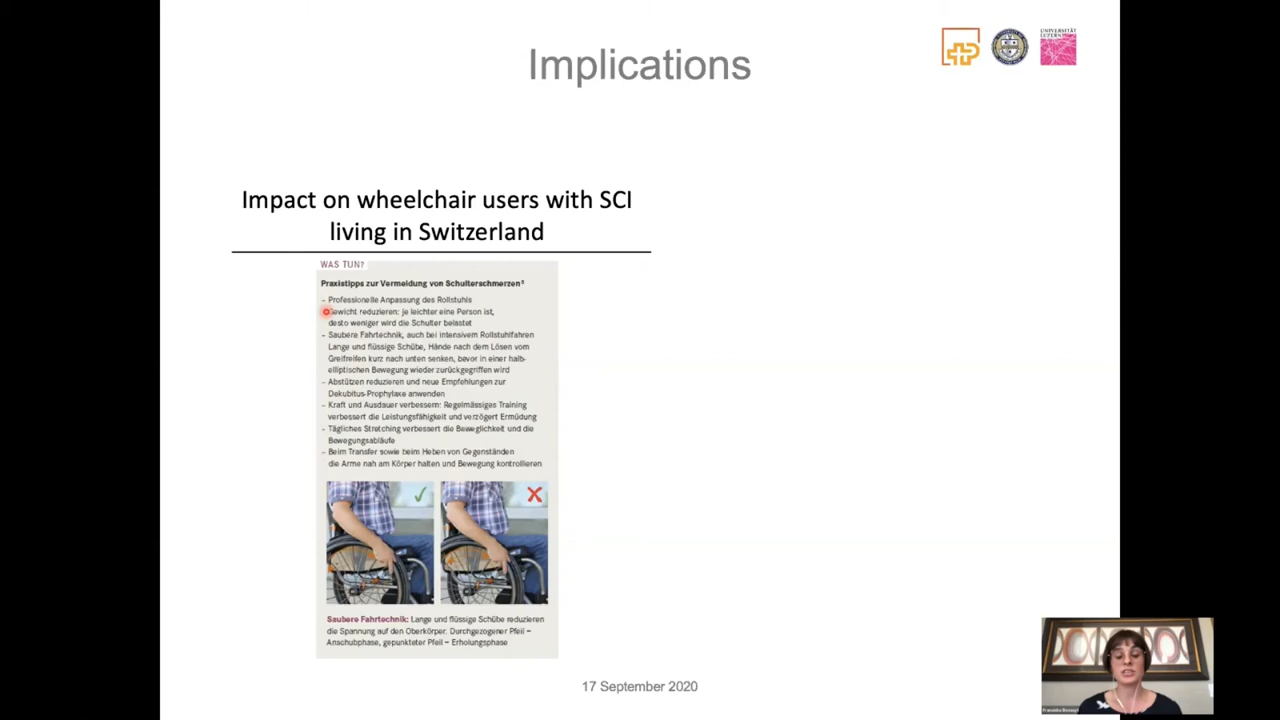 Implications
UNIVERSITÄT
LUZERN
Impact on wheelchair users with SCI
living in Switzerland
WAS TUN?
Praxistipps zur Vermeidung von Schulterschmerzen²
– Professionelle Anpassung des Rollstuhls
Gewicht reduzieren: je leichter eine Person ist,
desto weniger wird die Schulter belastet
– Saubere Fahrtechnik, auch bei intensivem Rollstuhlfahren
Lange und flüssige Schübe, Hände nach dem Lösen vom
Greifreifen kurz nach unten senken, bevor in einer halb-
elliptischen Bewegung wieder zurückgegriffen wird
– Abstützen reduzieren und neue Empfehlungen zur
Dekubitus-Prophylaxe anwenden
– Kraft und Ausdauer verbessern: Regelmässiges Training
verbessert die Leistungsfähigkeit und verzögert Ermüdung
– Tägliches Stretching verbessert die Beweglichkeit und die
Bewegungsabläufe
– Beim Transfer sowie beim Heben von Gegenständen
die Arme nah am Körper halten und Bewegung kontrollieren
Saubere Fahrtechnik: Lange und flüssige Schübe reduzieren
die Spannung auf den Oberkörper. Durchgezogener Pfeil –
Anschubphase, gepunkteter Pfeil – Erholungsphase
17 September 2020